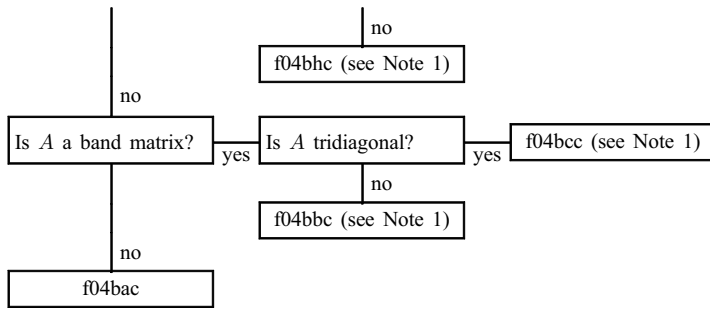 no
f04bhc (see Note 1)
no
Is A a band matrix?
yes
Is A tridiagonal?
yes
f04bcc (see Note 1)
no
f04bbc (see Note 1)
no
f04bac